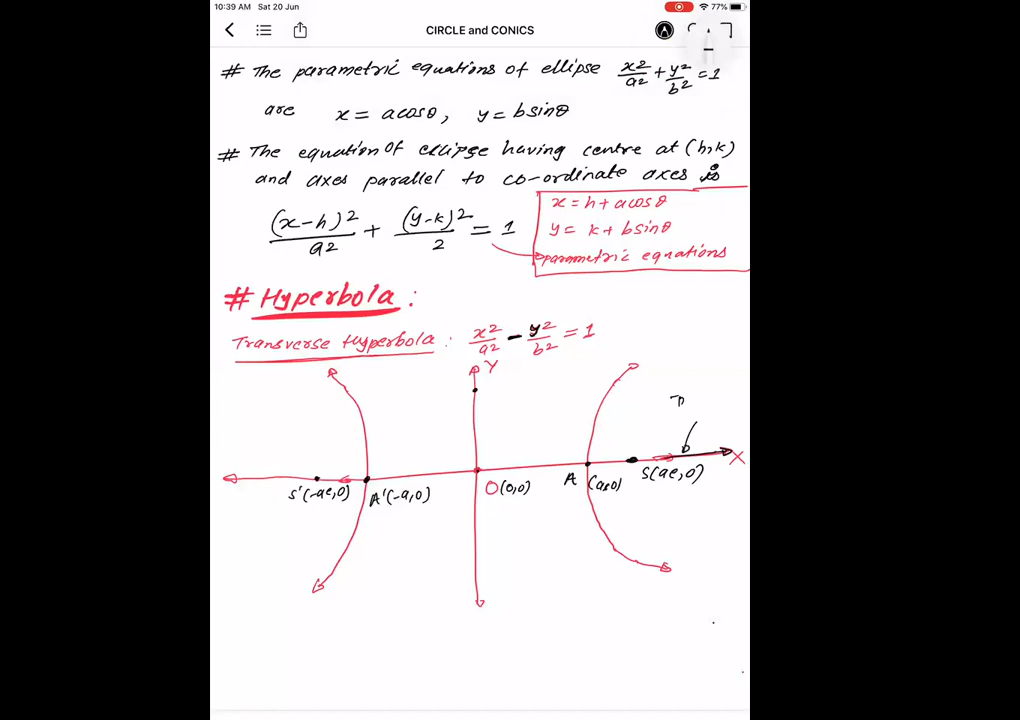 10:39 AM Sat 20 Jun 77%
CIRCLE and CONICS
# The parametric equations of ellipse x²/a² + y²/b² = 1
are x = acosθ, y = bsinθ
# The equation of ellipse having centre at (h,k)
and axes parallel to co-ordinate axes is
(x-h)²/a² + (y-k)²/2 = 1
x = h + acosθ
y = k + bsinθ
parametric equations
# Hyperbola :
Transverse Hyperbola : x²/a² - y²/b² = 1
Y
X
S'(-ae,0) A'(-a,0) O(0,0) A (a,0) S(ae,0)